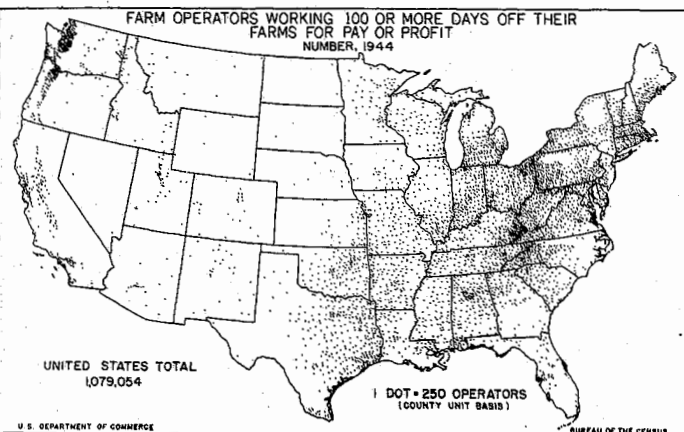 FARM OPERATORS WORKING 100 OR MORE DAYS OFF THEIR
FARMS FOR PAY OR PROFIT
NUMBER, 1944
UNITED STATES TOTAL
1,079,054
1 DOT = 250 OPERATORS
(COUNTY UNIT BASIS)
U. S. DEPARTMENT OF COMMERCE
BUREAU OF THE CENSUS